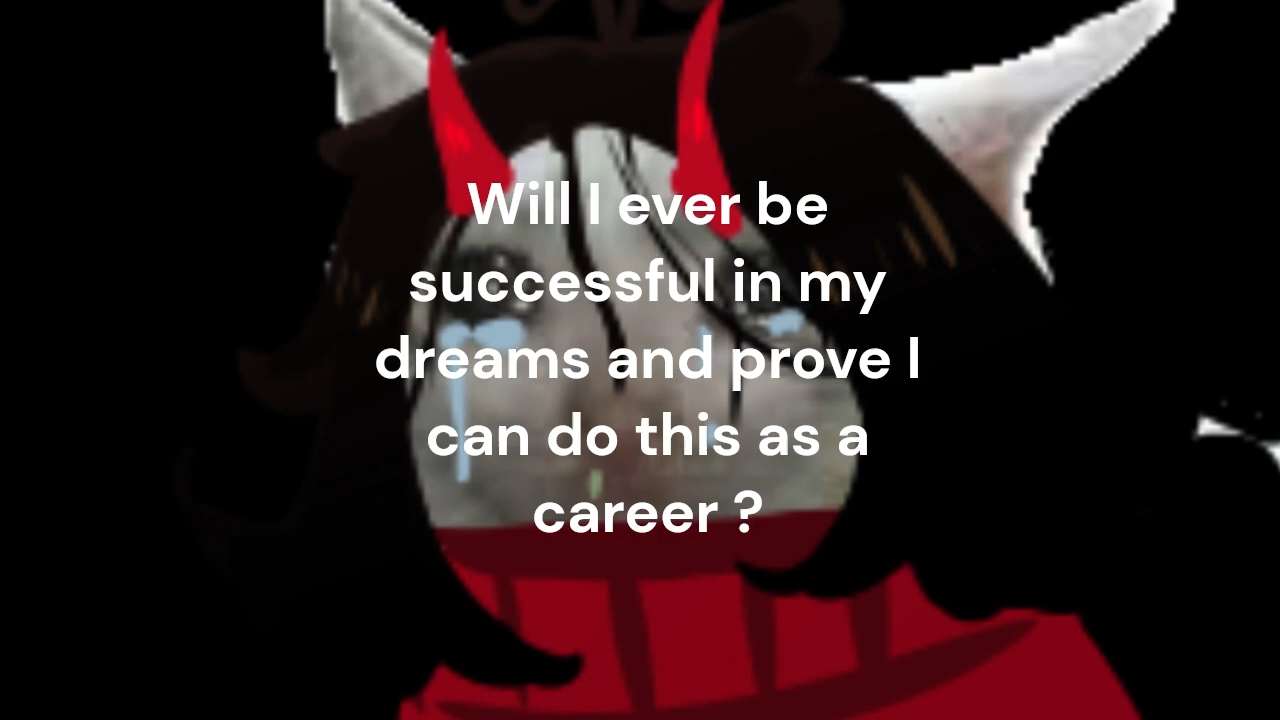 Will I ever be
successful in my
dreams and prove I
can do this as a
career ?